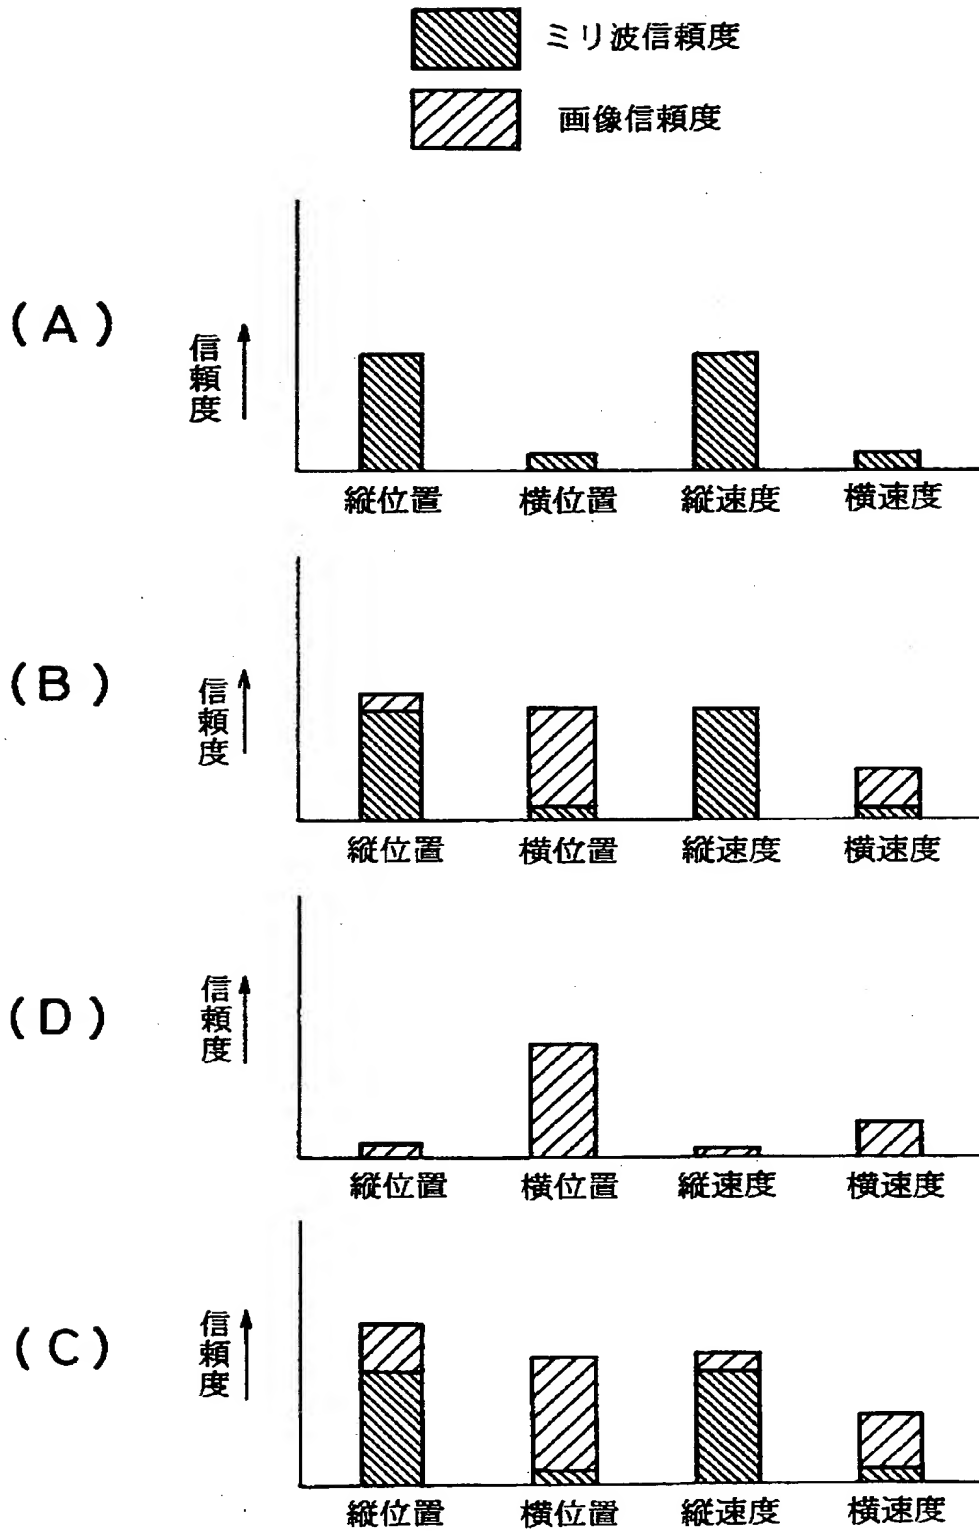 ミリ波信頼度
画像信頼度
(A)
信頼度
縦位置 横位置 縦速度 横速度
(B)
信頼度
縦位置 横位置 縦速度 横速度
(D)
信頼度
縦位置 横位置 縦速度 横速度
(C)
信頼度
縦位置 横位置 縦速度 横速度